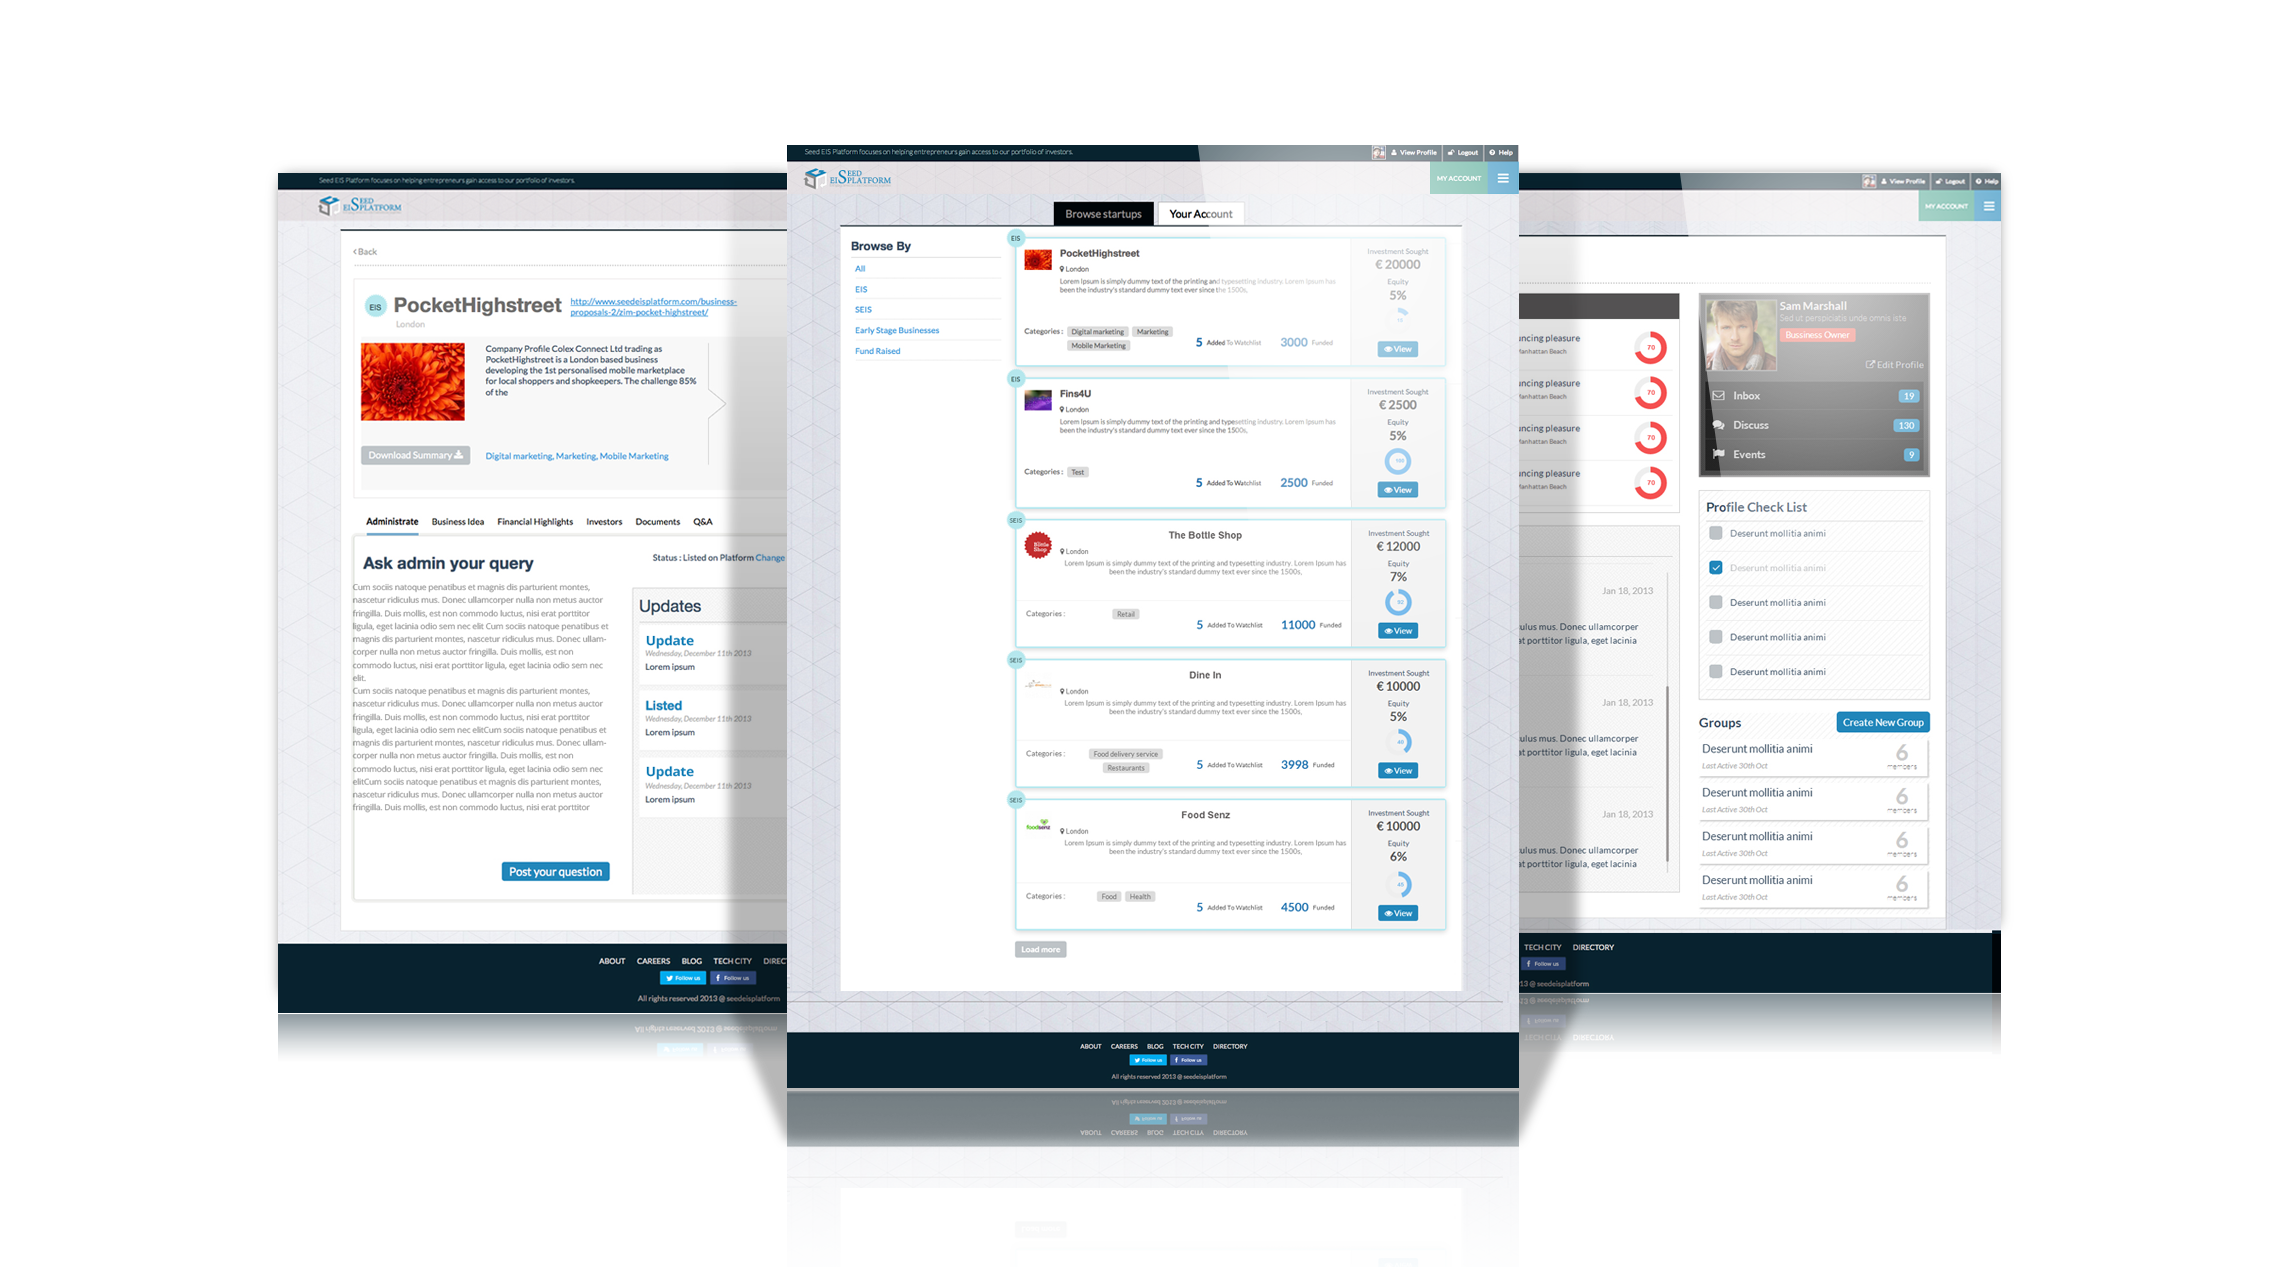 Seed EIS Platform focuses on helping entrepreneurs gain access to our portfolio of investors.
SEED
EISPLATFORM
Back
EIS
PocketHighstreet
http://www.seedeisplatform.com/business-
proposals-2/zim-pocket-highstreet/
London
Company Profile Colex Connect Ltd trading as
PocketHighstreet is a London based business
developing the 1st personalised mobile marketplace
for local shoppers and shopkeepers. The challenge 85%
of the
Download Summary
Digital marketing, Marketing, Mobile Marketing
Administrate Business Idea Financial Highlights Investors Documents Q&A
Ask admin your query
Status : Listed on Platform Change
Cum sociis natoque penatibus et magnis dis parturient montes,
nascetur ridiculus mus. Donec ullamcorper nulla non metus auctor
fringilla. Duis mollis, est non commodo luctus, nisi erat porttitor
ligula, eget lacinia odio sem nec elit Cum sociis natoque penatibus et
magnis dis parturient montes, nascetur ridiculus mus. Donec ullam-
corper nulla non metus auctor fringilla. Duis mollis, est non
commodo luctus, nisi erat porttitor ligula, eget lacinia odio sem nec
elit.
Cum sociis natoque penatibus et magnis dis parturient montes,
nascetur ridiculus mus. Donec ullamcorper nulla non metus auctor
fringilla. Duis mollis, est non commodo luctus, nisi erat porttitor
ligula, eget lacinia odio sem nec elitCum sociis natoque penatibus et
magnis dis parturient montes, nascetur ridiculus mus. Donec ullam-
corper nulla non metus auctor fringilla. Duis mollis, est non
commodo luctus, nisi erat porttitor ligula, eget lacinia odio sem nec
elitCum sociis natoque penatibus et magnis dis parturient montes,
nascetur ridiculus mus. Donec ullamcorper nulla non metus auctor
fringilla. Duis mollis, est non commodo luctus, nisi erat porttitor
Post your question
Updates
Update
Wednesday, December 11th 2013
Lorem ipsum
Listed
Wednesday, December 11th 2013
Lorem ipsum
Update
Wednesday, December 11th 2013
Lorem ipsum
ABOUT CAREERS BLOG TECH CITY DIREC
Follow us Follow us
All rights reserved 2013 @ seedeisplatform
Seed EIS Platform focuses on helping entrepreneurs gain access to our portfolio of investors.
View Profile Logout Help
SEED
EISPLATFORM
MY ACCOUNT
Browse startups Your Account
Browse By
All
EIS
SEIS
Early Stage Businesses
Fund Raised
EIS
PocketHighstreet
London
Lorem Ipsum is simply dummy text of the printing and typesetting industry. Lorem Ipsum has
been the industry's standard dummy text ever since the 1500s,
Categories : Digital marketing Marketing
Mobile Marketing
5 Added To Watchlist 3000 Funded
Investment Sought
€ 20000
Equity
5%
View
EIS
Fins4U
London
Lorem Ipsum is simply dummy text of the printing and typesetting industry. Lorem Ipsum has
been the industry's standard dummy text ever since the 1500s,
Categories : Test
5 Added To Watchlist 2500 Funded
Investment Sought
€ 2500
Equity
5%
100
View
SEIS
The Bottle Shop
London
Lorem Ipsum is simply dummy text of the printing and typesetting industry. Lorem Ipsum has
been the industry's standard dummy text ever since the 1500s,
Categories : Retail
5 Added To Watchlist 11000 Funded
Investment Sought
€ 12000
Equity
7%
92
View
SEIS
Dine In
London
Lorem Ipsum is simply dummy text of the printing and typesetting industry. Lorem Ipsum has
been the industry's standard dummy text ever since the 1500s,
Categories : Food delivery service
Restaurants
5 Added To Watchlist 3998 Funded
Investment Sought
€ 10000
Equity
5%
40
View
SEIS
foodsenz
Food Senz
London
Lorem Ipsum is simply dummy text of the printing and typesetting industry. Lorem Ipsum has
been the industry's standard dummy text ever since the 1500s,
Categories : Food Health
5 Added To Watchlist 4500 Funded
Investment Sought
€ 10000
Equity
6%
45
View
Load more
ABOUT CAREERS BLOG TECH CITY DIRECTORY
Follow us Follow us
All rights reserved 2013 @ seedeisplatform
View Profile Logout Help
MY ACCOUNT
uncing pleasure
Manhattan Beach
70
uncing pleasure
Manhattan Beach
70
uncing pleasure
Manhattan Beach
70
uncing pleasure
Manhattan Beach
70
Jan 18, 2013
ulus mus. Donec ullamcorper
at porttitor ligula, eget lacinia
Jan 18, 2013
ulus mus. Donec ullamcorper
at porttitor ligula, eget lacinia
Jan 18, 2013
ulus mus. Donec ullamcorper
at porttitor ligula, eget lacinia
Sam Marshall
Sed ut perspiciatis unde omnis iste
Bussiness Owner
Edit Profile
Inbox 19
Discuss 130
Events 9
Profile Check List
Deserunt mollitia animi
Deserunt mollitia animi
Deserunt mollitia animi
Deserunt mollitia animi
Deserunt mollitia animi
Groups Create New Group
Deserunt mollitia animi
Last Active 30th Oct
6 members
Deserunt mollitia animi
Last Active 30th Oct
6 members
Deserunt mollitia animi
Last Active 30th Oct
6 members
Deserunt mollitia animi
Last Active 30th Oct
6 members
TECH CITY DIRECTORY
Follow us
13 @ seedeisplatform